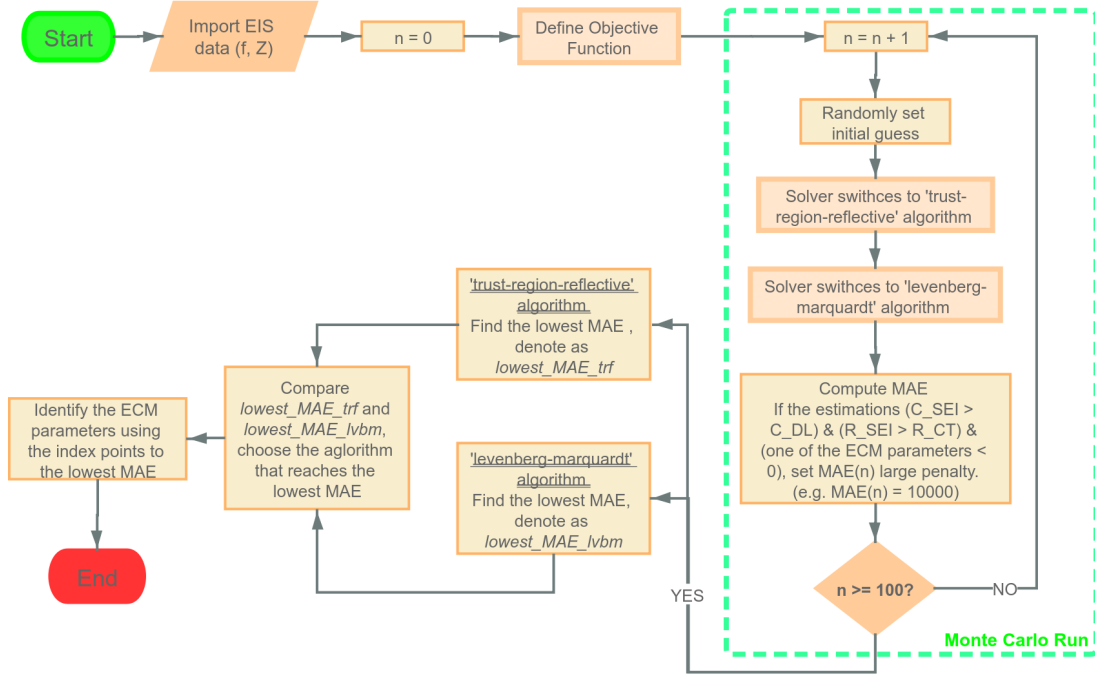 Start
Import EIS
data (f, Z)
n = 0
Define Objective
Function
n = n + 1
Randomly set
initial guess
Solver swithces to 'trust-
region-reflective' algorithm
Solver swithces to 'levenberg-
marquardt' algorithm
Compute MAE
If the estimations (C_SEI >
C_DL) & (R_SEI > R_CT) &
(one of the ECM parameters <
0), set MAE(n) large penalty.
(e.g. MAE(n) = 10000)
n >= 100?
NO
YES
Monte Carlo Run
'trust-region-reflective'
algorithm
Find the lowest MAE ,
denote as
lowest_MAE_trf
'levenberg-marquardt'
algorithm
Find the lowest MAE,
denote as
lowest_MAE_lvbm
Compare
lowest_MAE_trf and
lowest_MAE_lvbm,
choose the aglorithm
that reaches the
lowest MAE
Identify the ECM
parameters using
the index points to
the lowest MAE
End